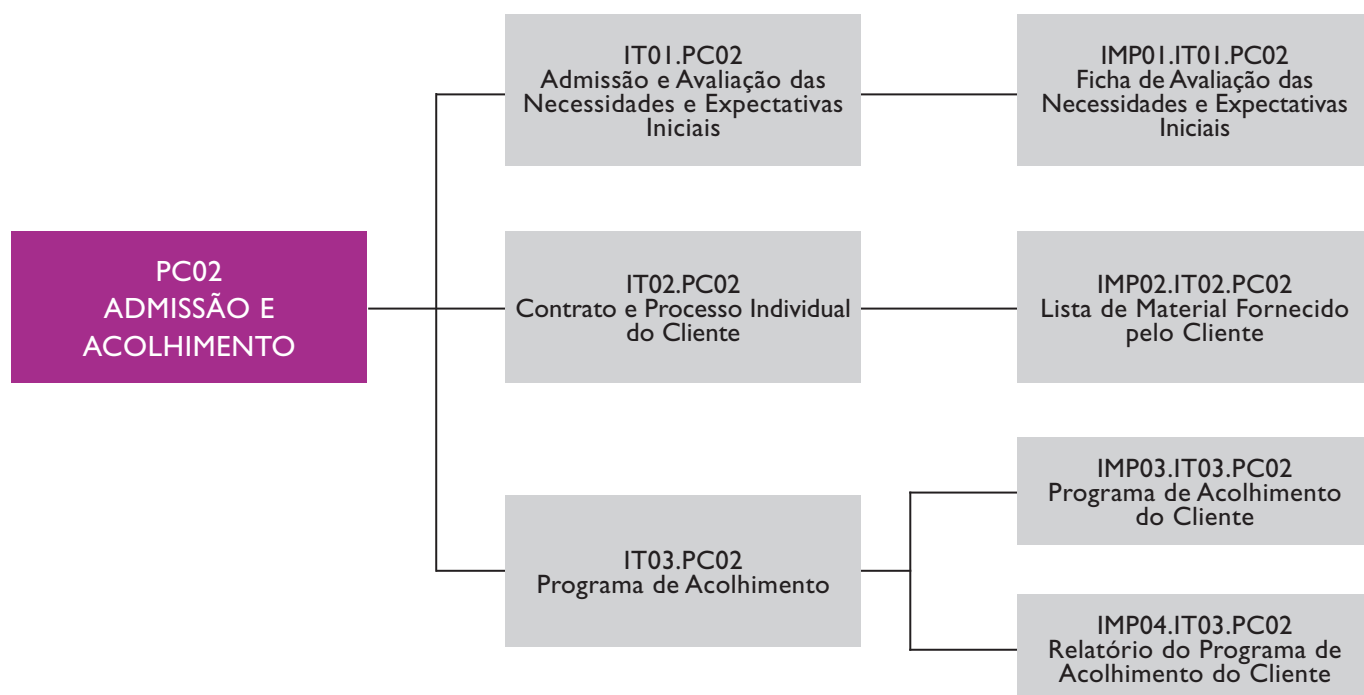 IT01.PC02
Admissão e Avaliação das
Necessidades e Expectativas
Iniciais
IMP01.IT01.PC02
Ficha de Avaliação das
Necessidades e Expectativas
Iniciais
PC02
ADMISSÃO E
ACOLHIMENTO
IT02.PC02
Contrato e Processo Individual
do Cliente
IMP02.IT02.PC02
Lista de Material Fornecido
pelo Cliente
IT03.PC02
Programa de Acolhimento
IMP03.IT03.PC02
Programa de Acolhimento
do Cliente
IMP04.IT03.PC02
Relatório do Programa de
Acolhimento do Cliente